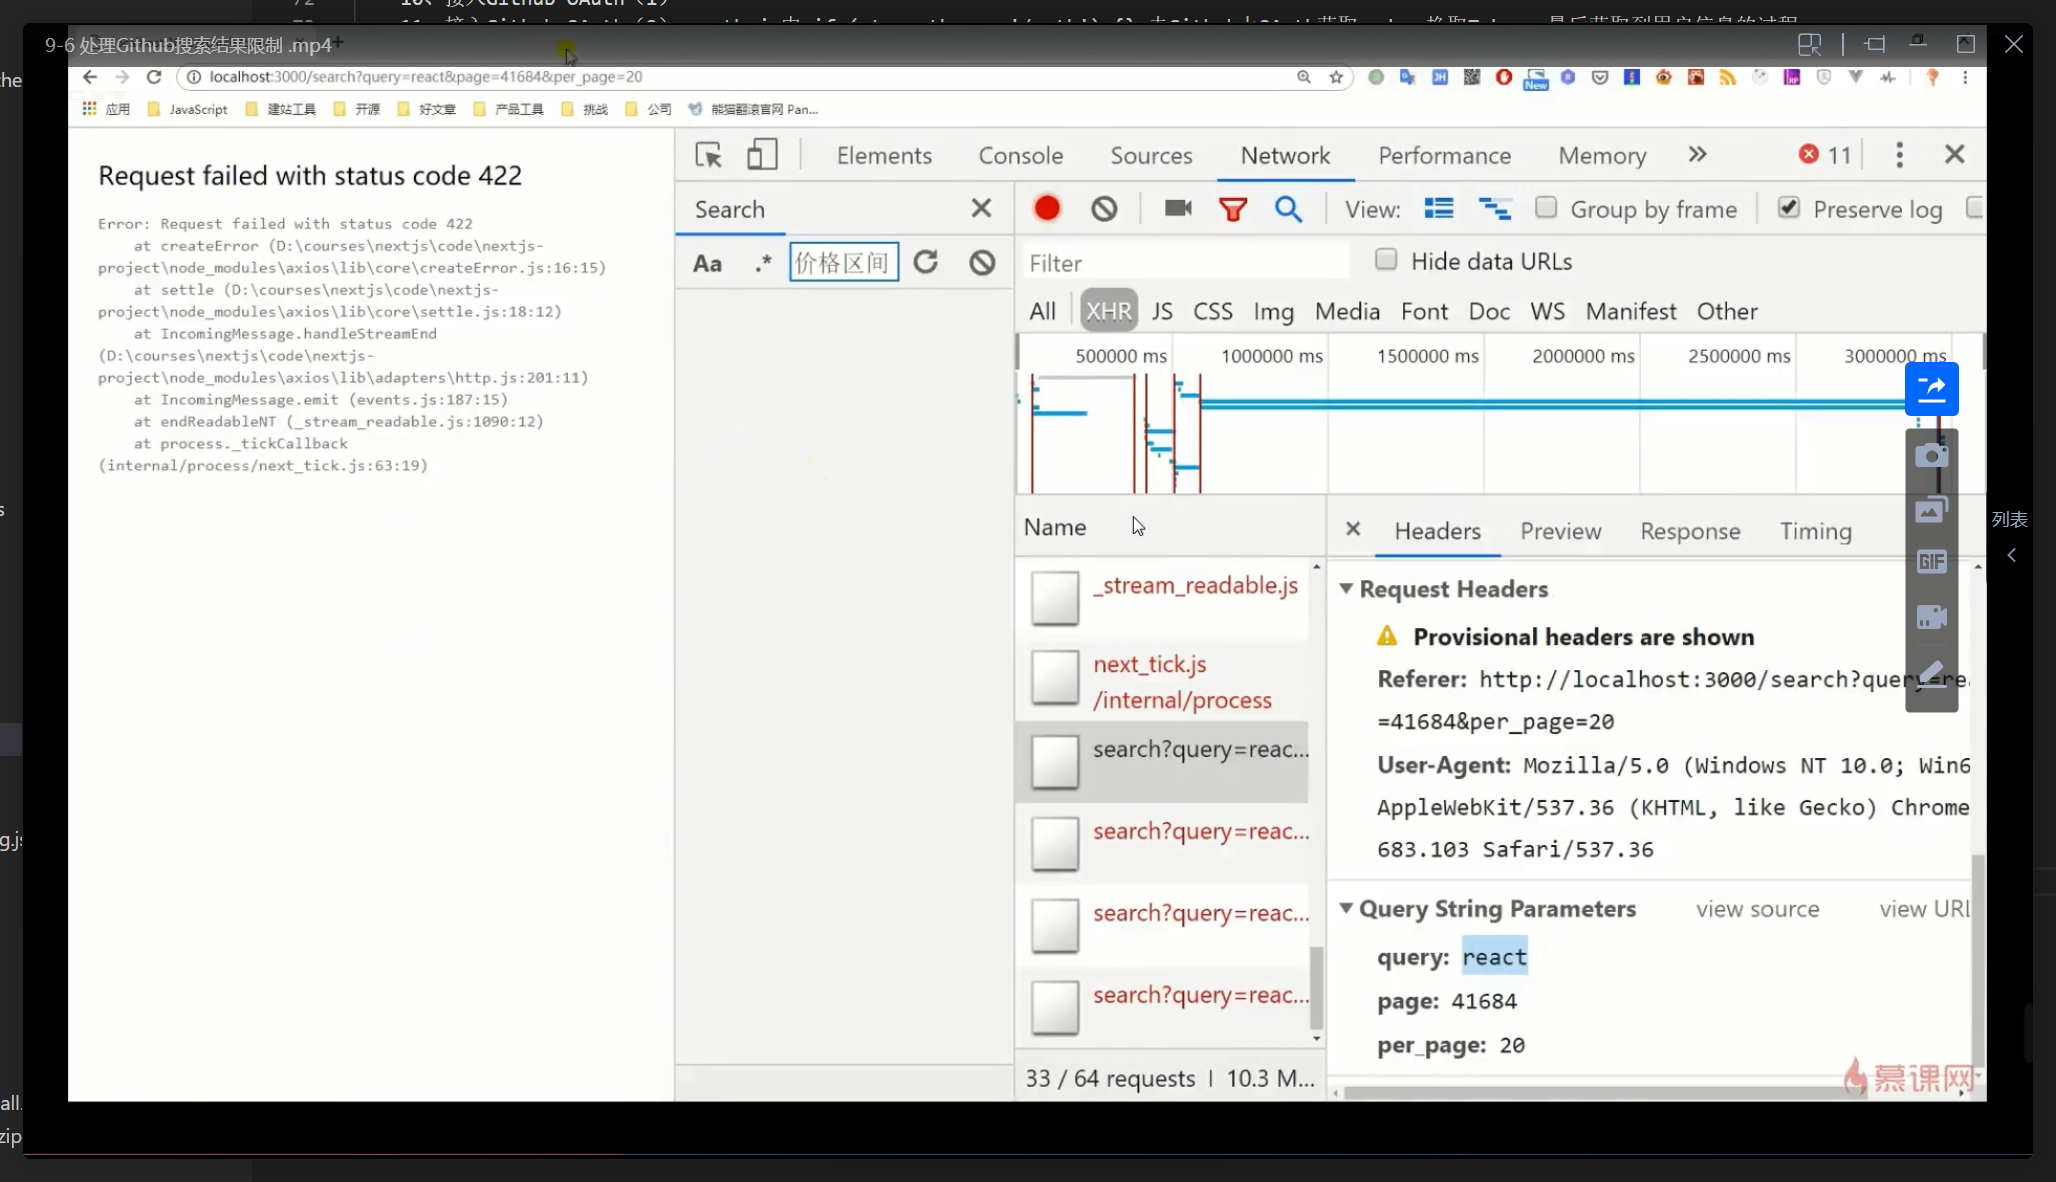 9-6 处理Github搜索结果限制 .mp4
localhost:3000/search?query=react&page=41684&per_page=20
应用 JavaScript 建站工具 开源 好文章 产品工具 挑战 公司 熊猫翻滚官网 Pan...
Request failed with status code 422
Error: Request failed with status code 422
at createError (D:\courses\nextjs\code\nextjs-
project\node_modules\axios\lib\core\createError.js:16:15)
at settle (D:\courses\nextjs\code\nextjs-
project\node_modules\axios\lib\core\settle.js:18:12)
at IncomingMessage.handleStreamEnd
(D:\courses\nextjs\code\nextjs-
project\node_modules\axios\lib\adapters\http.js:201:11)
at IncomingMessage.emit (events.js:187:15)
at endReadableNT (_stream_readable.js:1090:12)
at process._tickCallback
(internal/process/next_tick.js:63:19)
Elements Console Sources Network Performance Memory 11
Search
Aa .* 价格区间
View: Group by frame Preserve log
Filter Hide data URLs
All XHR JS CSS Img Media Font Doc WS Manifest Other
500000 ms 1000000 ms 1500000 ms 2000000 ms 2500000 ms 3000000 ms
Name
_stream_readable.js
next_tick.js
/internal/process
search?query=reac...
search?query=reac...
search?query=reac...
search?query=reac...
33 / 64 requests | 10.3 M...
Headers Preview Response Timing
Request Headers
Provisional headers are shown
Referer: http://localhost:3000/search?query=re
=41684&per_page=20
User-Agent: Mozilla/5.0 (Windows NT 10.0; Win6
AppleWebKit/537.36 (KHTML, like Gecko) Chrome
683.103 Safari/537.36
Query String Parameters view source view URL
query: react
page: 41684
per_page: 20
慕课网
GIF
列表
New